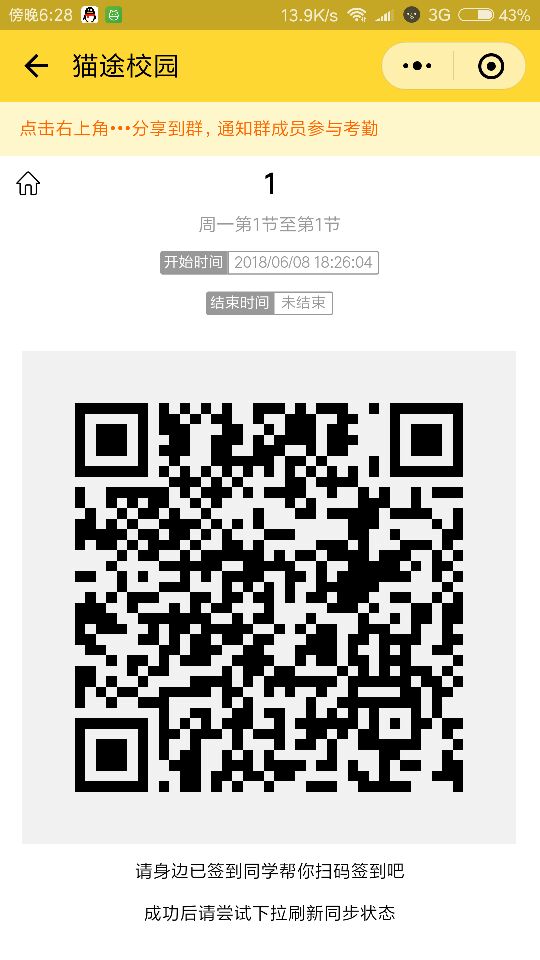 傍晚6:28 13.9K/s 3G 43%
猫途校园
点击右上角•••分享到群，通知群成员参与考勤
1
周一第1节至第1节
开始时间 2018/06/08 18:26:04
结束时间 未结束
请身边已签到同学帮你扫码签到吧
成功后请尝试下拉刷新同步状态